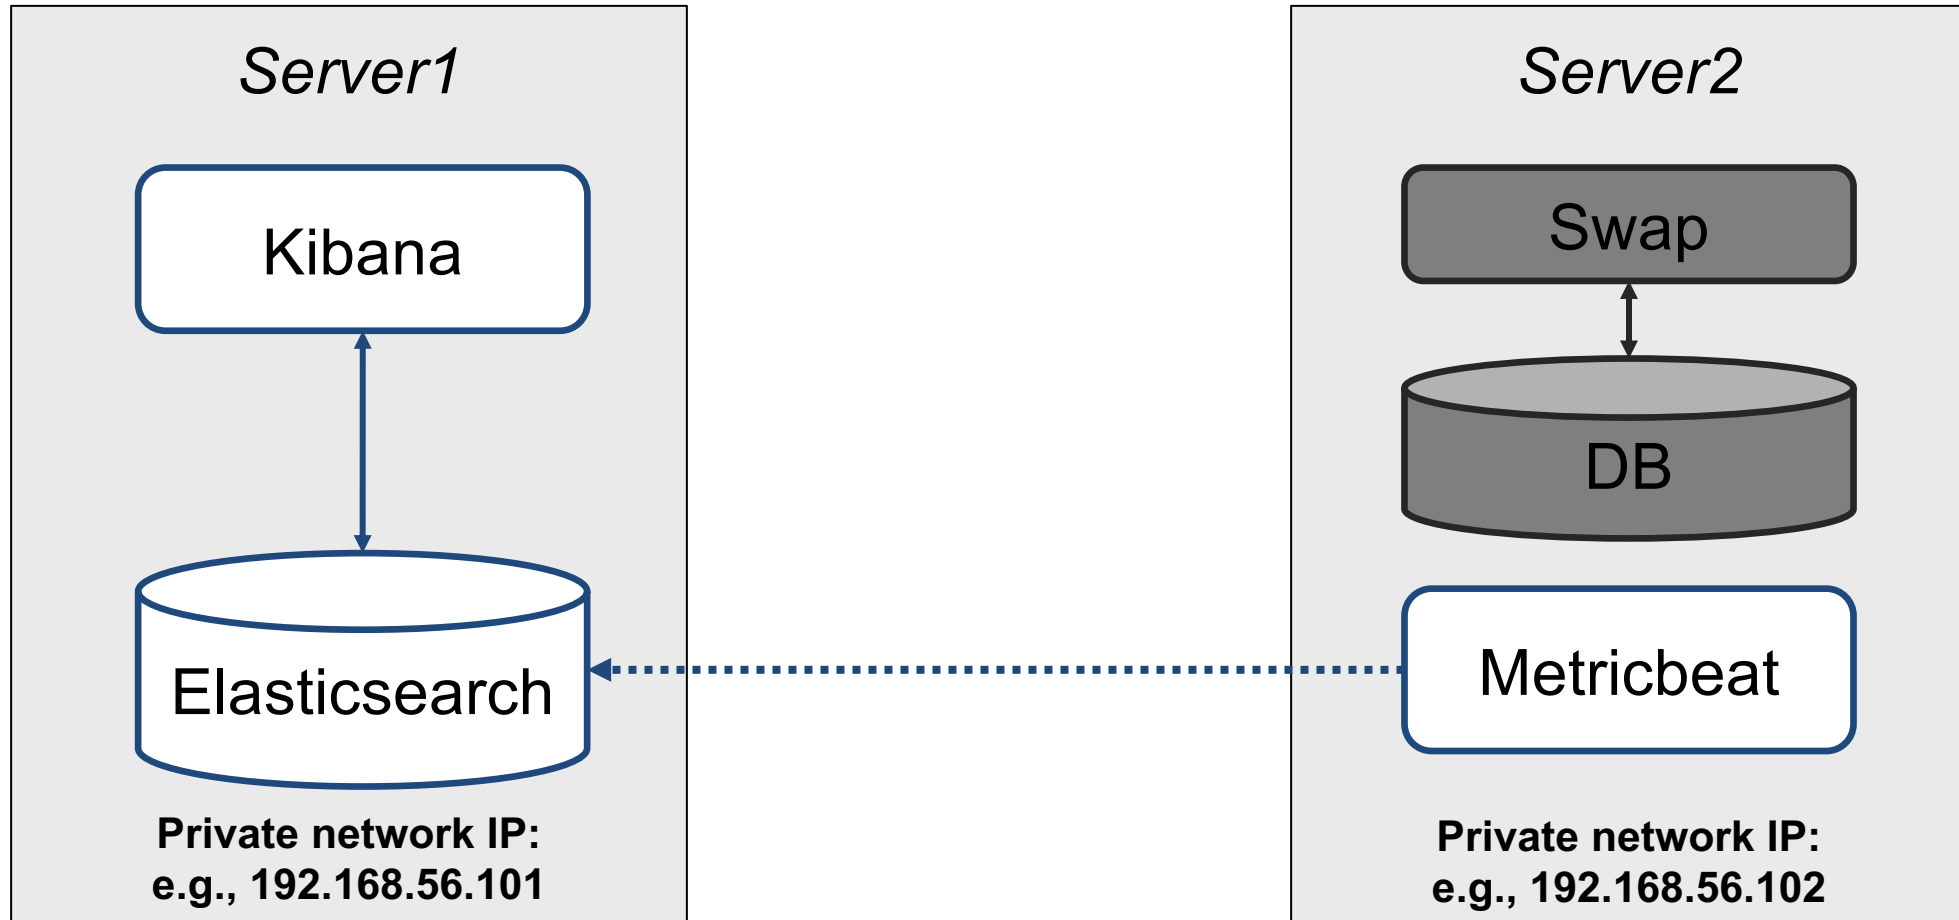 Server1
Kibana
Elasticsearch
Private network IP:
e.g., 192.168.56.101
Server2
Swap
DB
Metricbeat
Private network IP:
e.g., 192.168.56.102